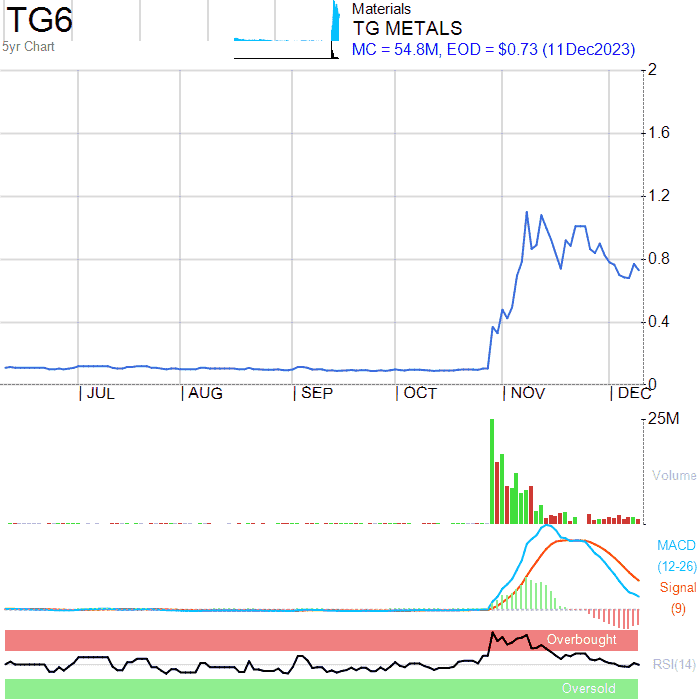 TG6
5yr Chart
Materials
TG METALS
MC = 54.8M, EOD = $0.73 (11Dec2023)
2
1.6
1.2
0.8
0.4
0
| JUL | AUG | SEP | OCT | NOV | DEC
25M
Volume
MACD
(12-26)
Signal
(9)
Overbought
RSI(14)
Oversold